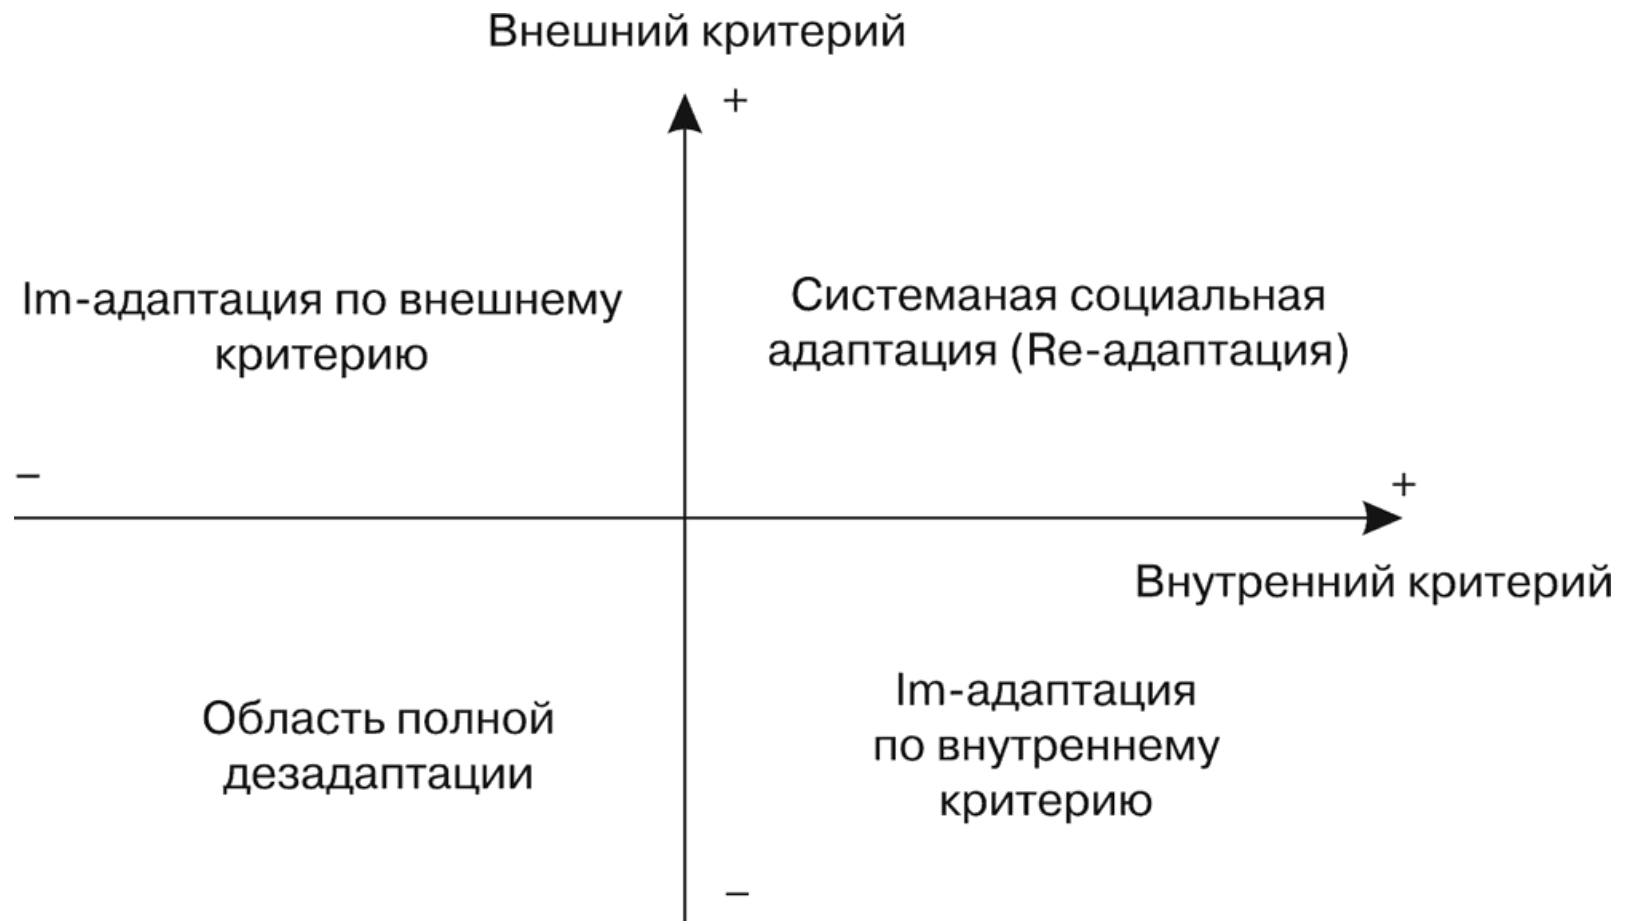 Внешний критерий
+
Im-адаптация по внешнему
критерию
Системаная социальная
адаптация (Re-адаптация)
–
+
Внутренний критерий
Область полной
дезадаптации
Im-адаптация
по внутреннему
критерию
–